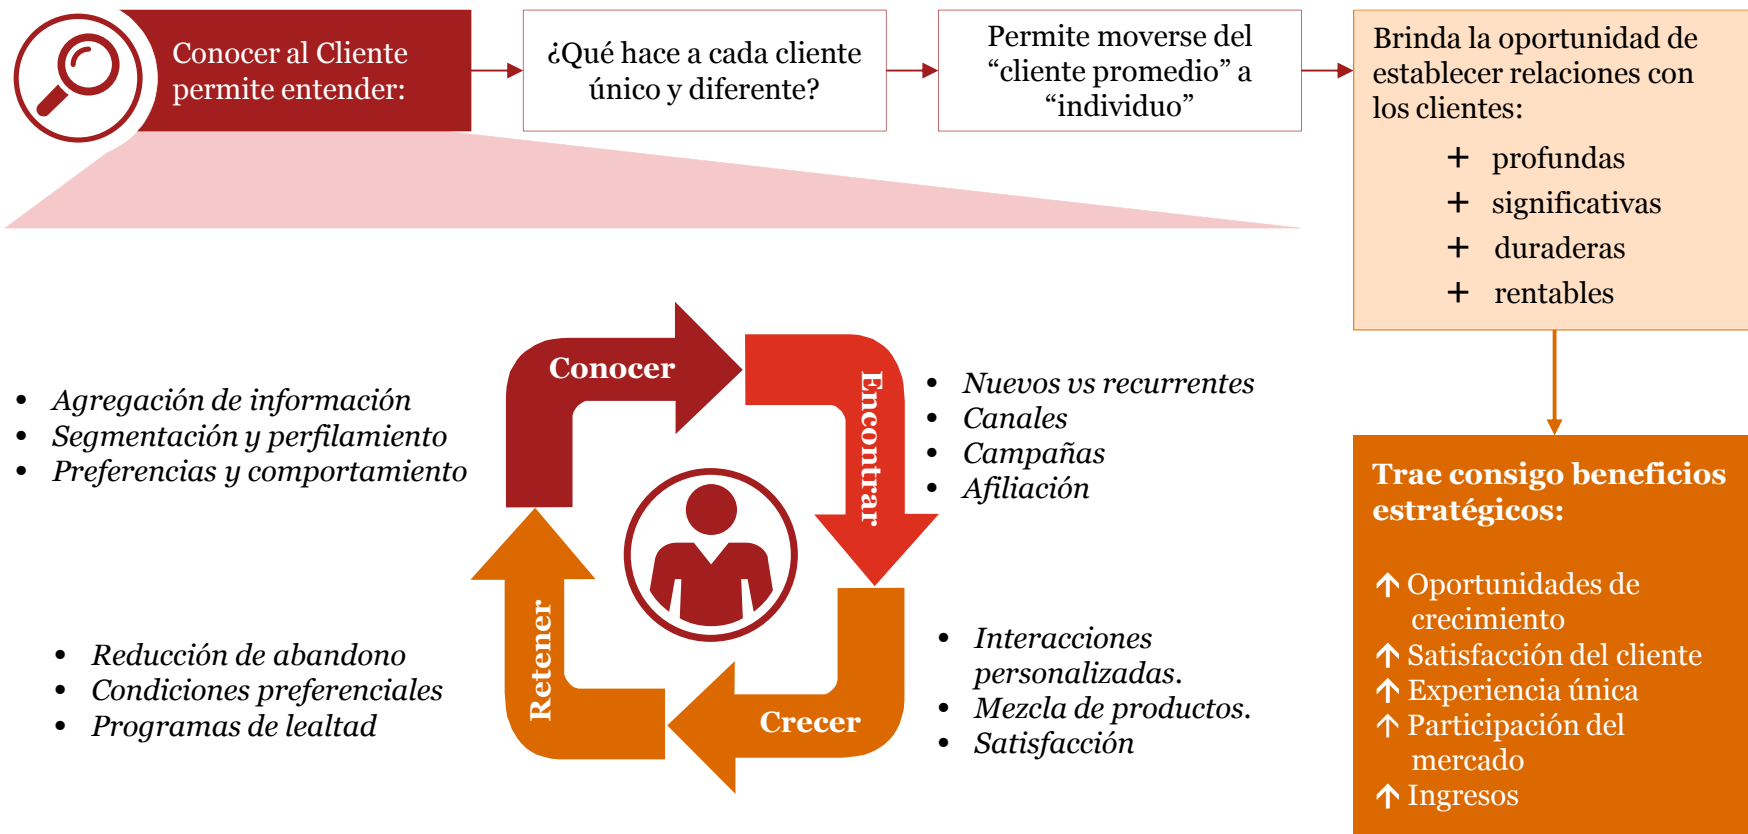 Conocer al Cliente
permite entender:
¿Qué hace a cada cliente
único y diferente?
Permite moverse del
“cliente promedio” a
“individuo”
Brinda la oportunidad de
establecer relaciones con
los clientes:
+ profundas
+ significativas
+ duraderas
+ rentables
Conocer
Encontrar
Crecer
Retener
• Agregación de información
• Segmentación y perfilamiento
• Preferencias y comportamiento
• Nuevos vs recurrentes
• Canales
• Campañas
• Afiliación
• Reducción de abandono
• Condiciones preferenciales
• Programas de lealtad
• Interacciones
personalizadas.
• Mezcla de productos.
• Satisfacción
Trae consigo beneficios
estratégicos:
↑ Oportunidades de
crecimiento
↑ Satisfacción del cliente
↑ Experiencia única
↑ Participación del
mercado
↑ Ingresos